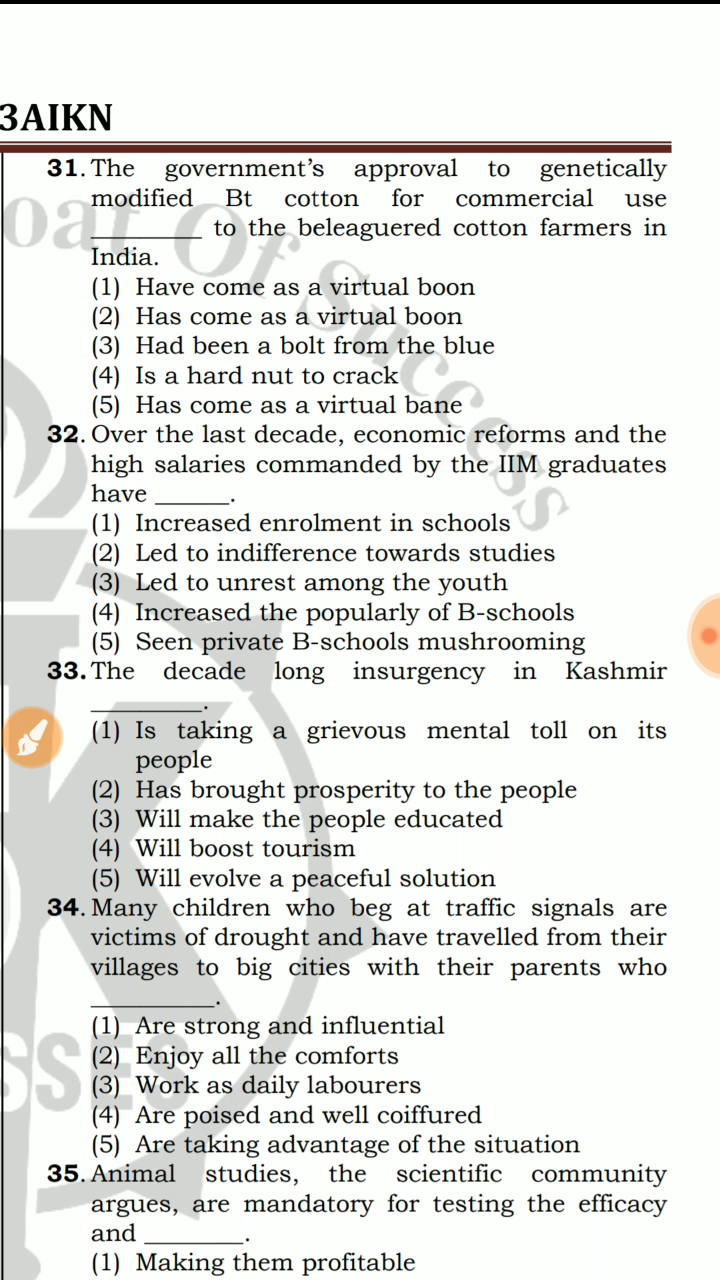 3AIKN
31. The government's approval to genetically
modified Bt cotton for commercial use
________ to the beleaguered cotton farmers in
India.
(1) Have come as a virtual boon
(2) Has come as a virtual boon
(3) Had been a bolt from the blue
(4) Is a hard nut to crack
(5) Has come as a virtual bane
32. Over the last decade, economic reforms and the
high salaries commanded by the IIM graduates
have ______.
(1) Increased enrolment in schools
(2) Led to indifference towards studies
(3) Led to unrest among the youth
(4) Increased the popularly of B-schools
(5) Seen private B-schools mushrooming
33. The decade long insurgency in Kashmir
_________.
(1) Is taking a grievous mental toll on its
people
(2) Has brought prosperity to the people
(3) Will make the people educated
(4) Will boost tourism
(5) Will evolve a peaceful solution
34. Many children who beg at traffic signals are
victims of drought and have travelled from their
villages to big cities with their parents who
__________.
(1) Are strong and influential
(2) Enjoy all the comforts
(3) Work as daily labourers
(4) Are poised and well coiffured
(5) Are taking advantage of the situation
35. Animal studies, the scientific community
argues, are mandatory for testing the efficacy
and ________.
(1) Making them profitable
oat Of Success
SSES